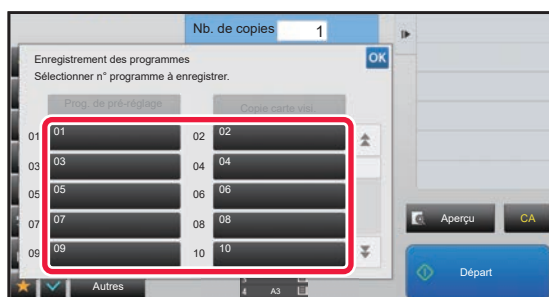 Nb. de copies 1
Enregistrement des programmes
OK
Sélectionner n° programme à enregistrer.
Prog. de pré-réglage Copie carte visi.
01 01 02 02
03 03 04 04
05 05 06 06
07 07 08 08
09 09 10 10
Aperçu CA
Départ
Autres
4 A3